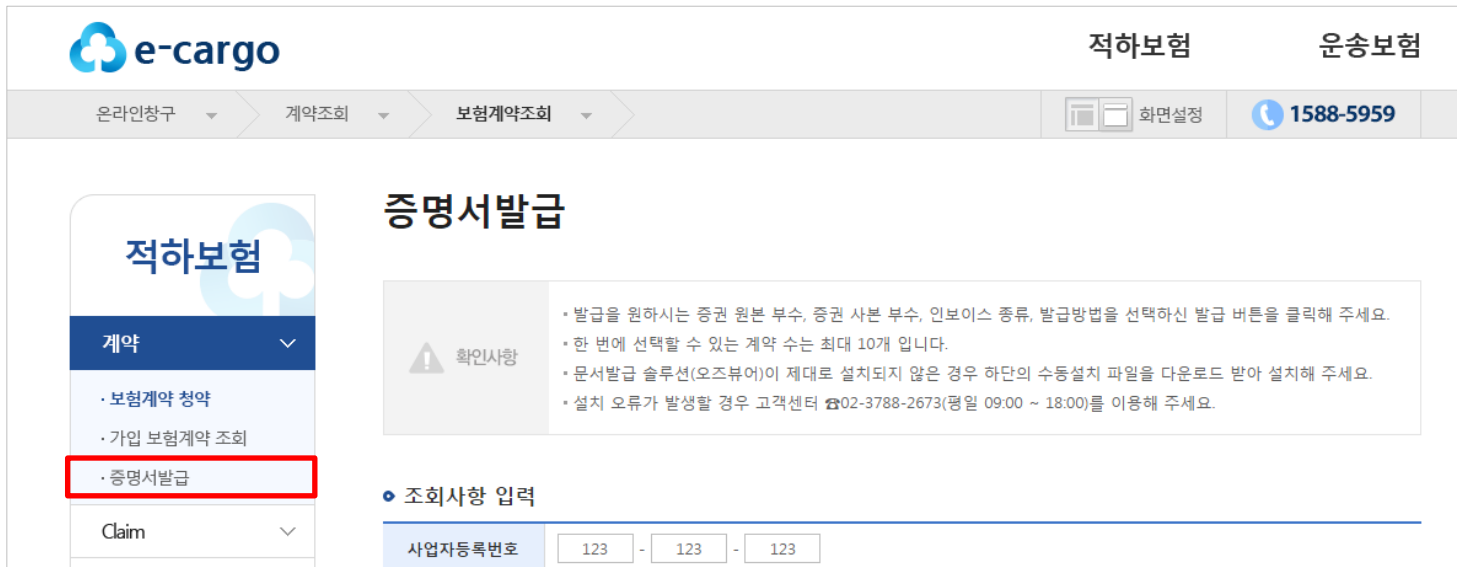 e-cargo
적하보험
운송보험
온라인창구
계약조회
보험계약조회
화면설정
1588-5959
적하보험
계약
· 보험계약 청약
· 가입 보험계약 조회
· 증명서발급
Claim
증명서발급
확인사항
▪ 발급을 원하시는 증권 원본 부수, 증권 사본 부수, 인보이스 종류, 발급방법을 선택하신 발급 버튼을 클릭해 주세요.
▪ 한 번에 선택할 수 있는 계약 수는 최대 10개 입니다.
▪ 문서발급 솔루션(오즈뷰어)이 제대로 설치되지 않은 경우 하단의 수동설치 파일을 다운로드 받아 설치해 주세요.
▪ 설치 오류가 발생할 경우 고객센터 ☎02-3788-2673(평일 09:00 ~ 18:00)를 이용해 주세요.
조회사항 입력
사업자등록번호 123 - 123 - 123